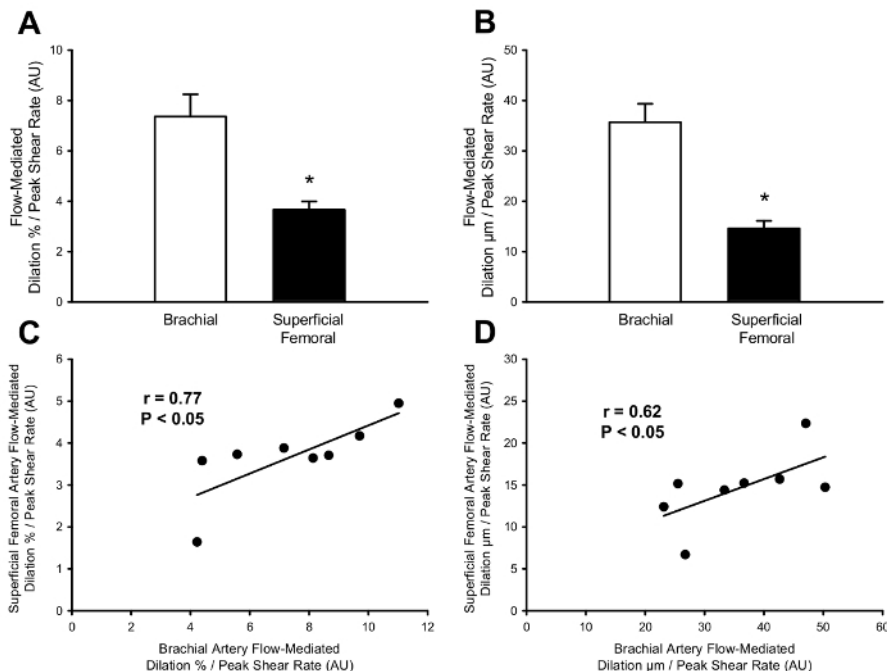 A
Flow-Mediated
Dilation % / Peak Shear Rate (AU)
10
8
6
4
2
0
*
Brachial
Superficial
Femoral
B
Flow-Mediated
Dilation µm / Peak Shear Rate (AU)
50
40
30
20
10
0
*
Brachial
Superficial
Femoral
C
Superficial Femoral Artery Flow-Mediated
Dilation % / Peak Shear Rate (AU)
6
5
4
3
2
1
0
r = 0.77
P < 0.05
0 2 4 6 8 10 12
Brachial Artery Flow-Mediated
Dilation % / Peak Shear Rate (AU)
D
Superficial Femoral Artery Flow-Mediated
Dilation µm / Peak Shear Rate (AU)
30
25
20
15
10
5
0
r = 0.62
P < 0.05
0 10 20 30 40 50 60
Brachial Artery Flow-Mediated
Dilation µm / Peak Shear Rate (AU)